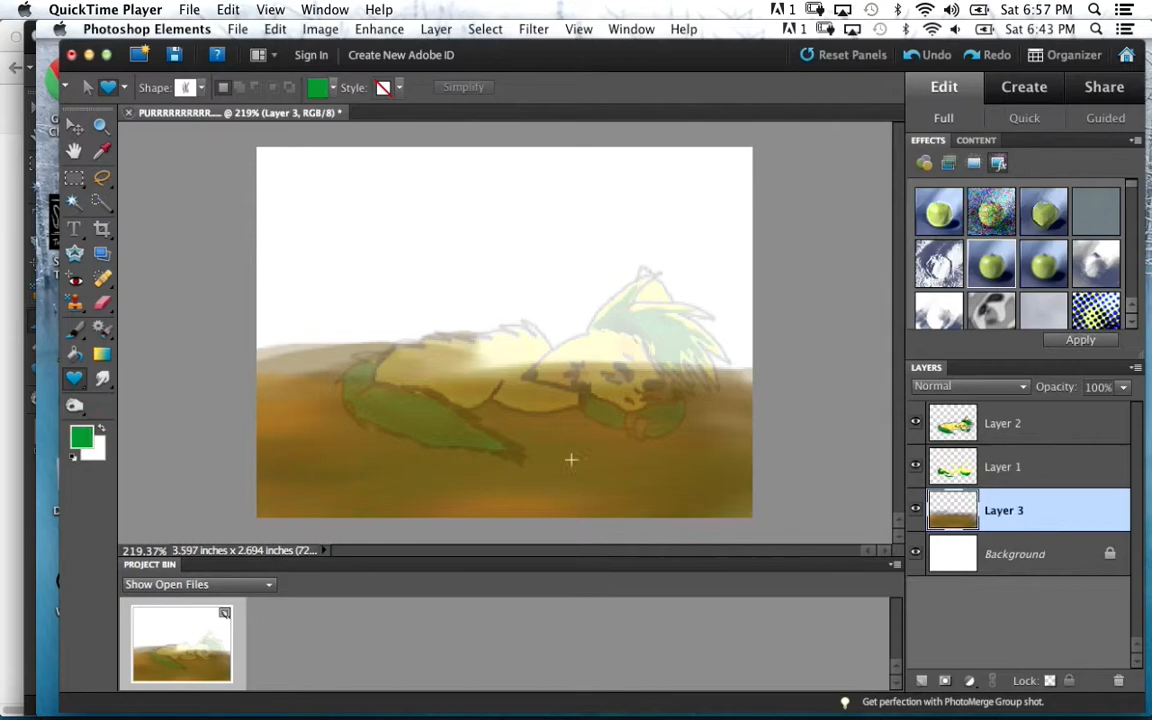 QuickTime Player File Edit View Window Help 1 Sat 6:57
Photoshop Elements File Edit Image Enhance Layer Select Filter View Window Help 1 Sat 6:43
Sign In Create New Adobe ID Reset Panels Undo Redo Organizer
Shape: Style: Simplify
Edit Create Share
PURRRRRRRRR.... @ 219% (Layer 3, RGB/8) *
Full Quick Guided
EFFECTS CONTENT
T
Apply
LAYERS
Normal Opacity: 100%
Layer 2
Layer 1
Layer 3
Background
219.37% 3.597 inches x 2.694 inches (72...
PROJECT BIN
Show Open Files
Lock:
Get perfection with PhotoMerge Group shot.